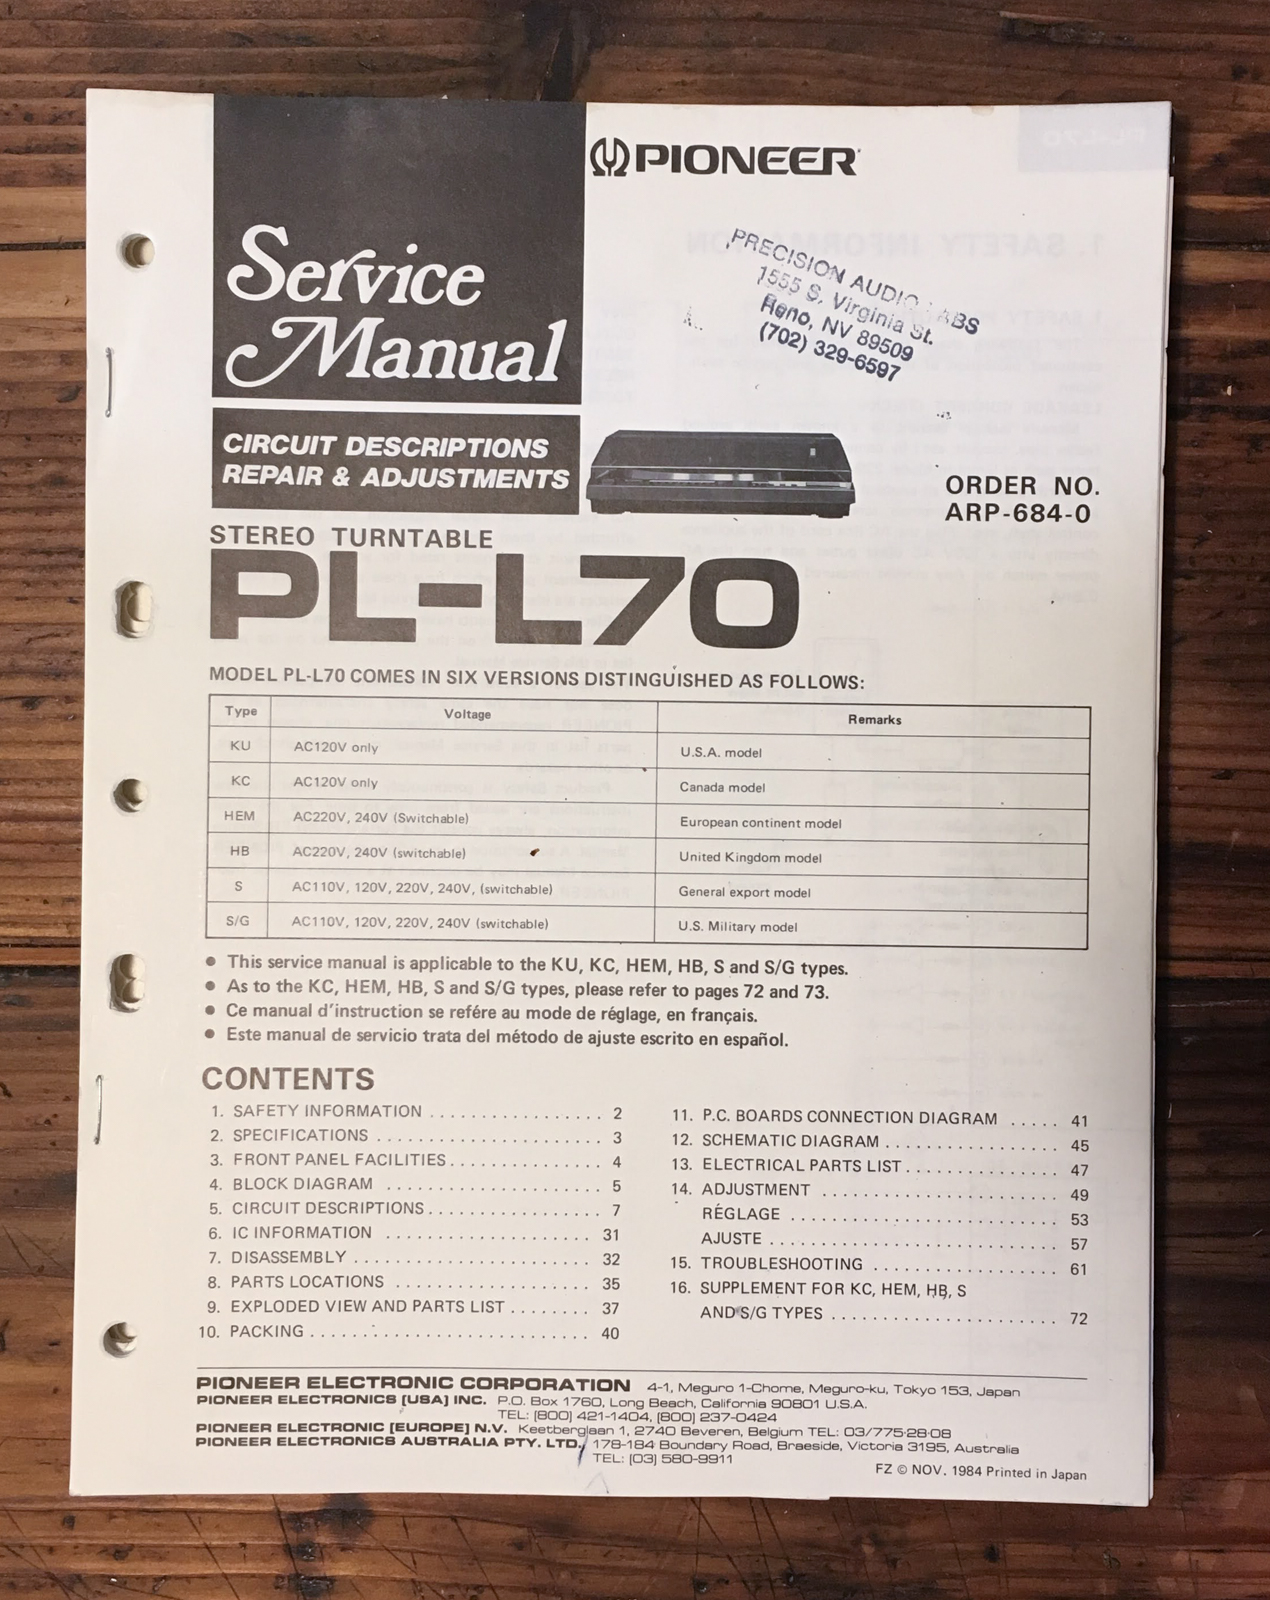 PIONEER
Service
Manual
PRECISION AUDIO LABS
1555 S. Virginia St.
Reno, NV 89509
(702) 329-6597
CIRCUIT DESCRIPTIONS
REPAIR & ADJUSTMENTS
ORDER NO.
ARP-684-0
STEREO TURNTABLE
PL-L70
MODEL PL-L70 COMES IN SIX VERSIONS DISTINGUISHED AS FOLLOWS:
Type Voltage Remarks
KU AC120V only U.S.A. model
KC AC120V only Canada model
HEM AC220V, 240V (Switchable) European continent model
HB AC220V, 240V (switchable) United Kingdom model
S AC110V, 120V, 220V, 240V, (switchable) General export model
S/G AC110V, 120V, 220V, 240V (switchable) U.S. Military model
● This service manual is applicable to the KU, KC, HEM, HB, S and S/G types.
● As to the KC, HEM, HB, S and S/G types, please refer to pages 72 and 73.
● Ce manual d'instruction se refére au mode de réglage, en français.
● Este manual de servicio trata del método de ajuste escrito en español.
CONTENTS
1. SAFETY INFORMATION . . . . . . . . . . . . . . . . . 2
2. SPECIFICATIONS . . . . . . . . . . . . . . . . . . . . . . 3
3. FRONT PANEL FACILITIES . . . . . . . . . . . . . . . 4
4. BLOCK DIAGRAM . . . . . . . . . . . . . . . . . . . . . 5
5. CIRCUIT DESCRIPTIONS . . . . . . . . . . . . . . . . . 7
6. IC INFORMATION . . . . . . . . . . . . . . . . . . . . 31
7. DISASSEMBLY . . . . . . . . . . . . . . . . . . . . . . . 32
8. PARTS LOCATIONS . . . . . . . . . . . . . . . . . . . 35
9. EXPLODED VIEW AND PARTS LIST . . . . . . . . 37
10. PACKING . . . . . . . . . . . . . . . . . . . . . . . . . . . 40
11. P.C. BOARDS CONNECTION DIAGRAM . . . . . 41
12. SCHEMATIC DIAGRAM . . . . . . . . . . . . . . . . . 45
13. ELECTRICAL PARTS LIST . . . . . . . . . . . . . . . 47
14. ADJUSTMENT . . . . . . . . . . . . . . . . . . . . . . . 49
RÉGLAGE . . . . . . . . . . . . . . . . . . . . . . . . . . 53
AJUSTE . . . . . . . . . . . . . . . . . . . . . . . . . . . . 57
15. TROUBLESHOOTING . . . . . . . . . . . . . . . . . . 61
16. SUPPLEMENT FOR KC, HEM, HB, S
AND S/G TYPES . . . . . . . . . . . . . . . . . . . . . . 72
PIONEER ELECTRONIC CORPORATION 4-1, Meguro 1-Chome, Meguro-ku, Tokyo 153, Japan
PIONEER ELECTRONICS [USA] INC. P.O. Box 1760, Long Beach, California 90801 U.S.A.
TEL: [800] 421-1404, [800] 237-0424
PIONEER ELECTRONIC [EUROPE] N.V. Keetberglaan 1, 2740 Beveren, Belgium TEL: 03/775·28·08
PIONEER ELECTRONICS AUSTRALIA PTY. LTD. 178-184 Boundary Road, Braeside, Victoria 3195, Australia
TEL: [03] 580-9911
FZ © NOV. 1984 Printed in Japan